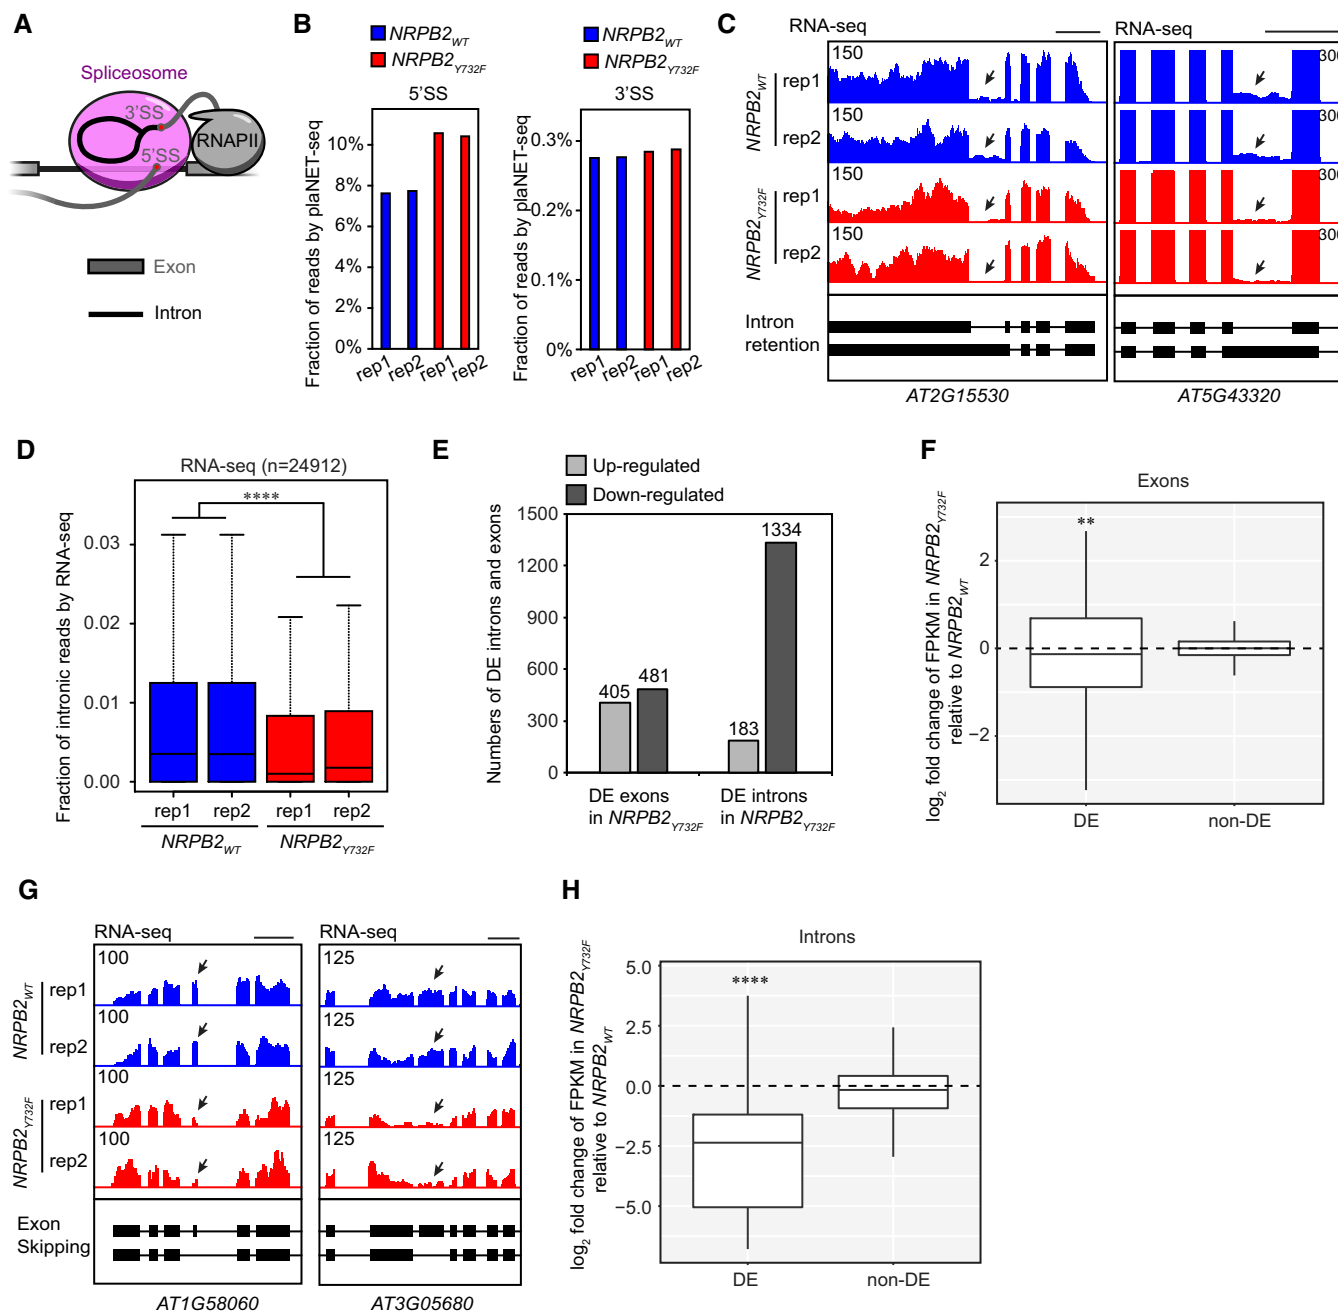 A
Spliceosome
3'SS
5'SS
RNAPII
Exon
Intron
B
NRPB2WT
NRPB2Y732F
5'SS
Fraction of reads by plaNET-seq
10%
8%
6%
4%
2%
0%
rep1
rep2
rep1
rep2
NRPB2WT
NRPB2Y732F
3'SS
Fraction of reads by plaNET-seq
0.3%
0.2%
0.1%
0%
rep1
rep2
rep1
rep2
C
RNA-seq
RNA-seq
NRPB2WT
NRPB2Y732F
rep1
rep2
rep1
rep2
150
150
150
150
300
300
300
300
Intron
retention
AT2G15530
AT5G43320
D
RNA-seq (n=24912)
****
Fraction of intronic reads by RNA-seq
0.03
0.02
0.01
0.00
rep1
rep2
rep1
rep2
NRPB2WT
NRPB2Y732F
E
Up-regulated
Down-regulated
Numbers of DE introns and exons
1500
1200
900
600
300
0
405
481
183
1334
DE exons
in NRPB2Y732F
DE introns
in NRPB2Y732F
F
Exons
**
log2 fold change of FPKM in NRPB2Y732F
relative to NRPB2WT
2
0
−2
DE
non-DE
G
RNA-seq
RNA-seq
NRPB2WT
NRPB2Y732F
rep1
rep2
rep1
rep2
100
100
100
100
125
125
125
125
Exon
Skipping
AT1G58060
AT3G05680
H
Introns
****
log2 fold change of FPKM in NRPB2Y732F
relative to NRPB2WT
5.0
2.5
0.0
−2.5
−5.0
DE
non-DE